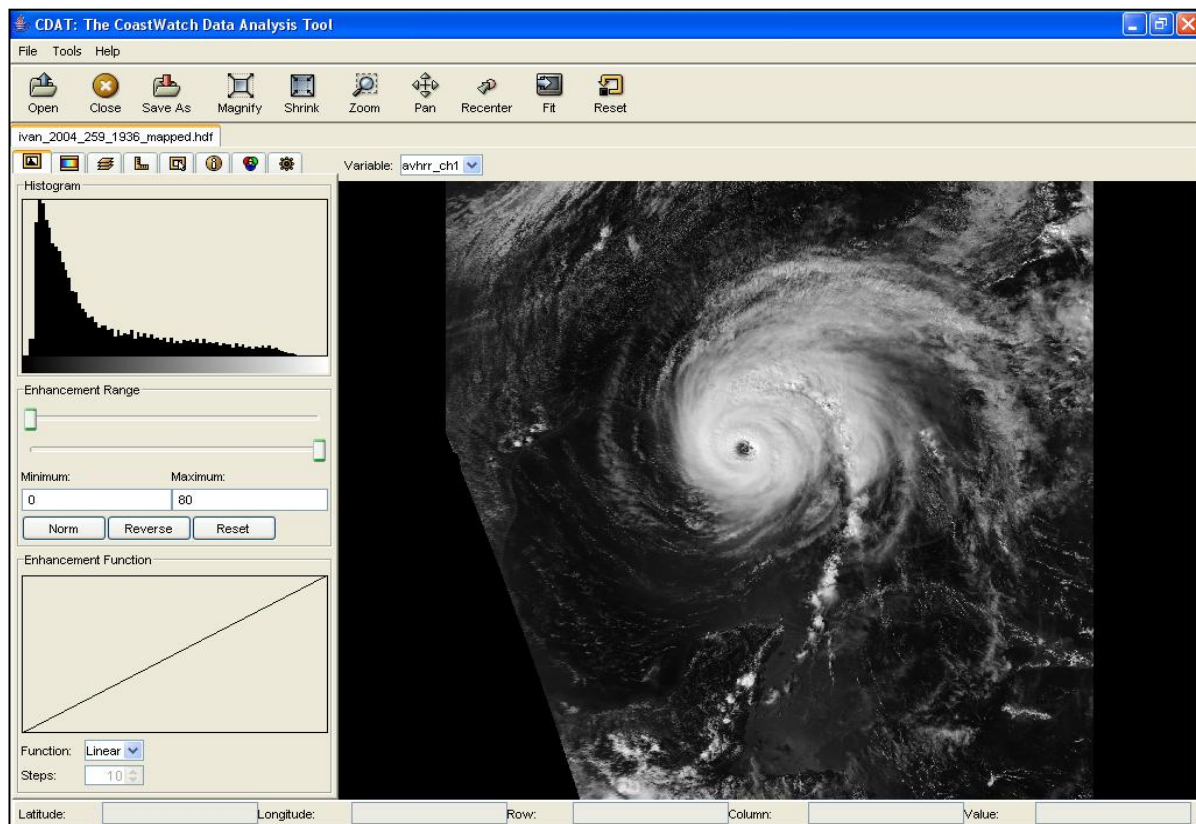 CDAT: The CoastWatch Data Analysis Tool
File Tools Help
Open Close Save As Magnify Shrink Zoom Pan Recenter Fit Reset
ivan_2004_259_1936_mapped.hdf
Variable: avhrr_ch1
Histogram
Enhancement Range
Minimum: Maximum:
0 80
Norm Reverse Reset
Enhancement Function
Function: Linear
Steps: 10
Latitude: Longitude: Row: Column: Value: